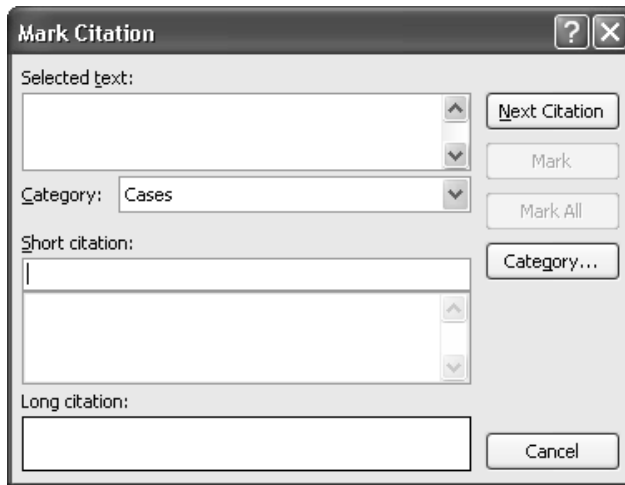 Mark Citation
Selected text:
Next Citation
Mark
Category: Cases
Mark All
Short citation:
Category...
Long citation:
Cancel